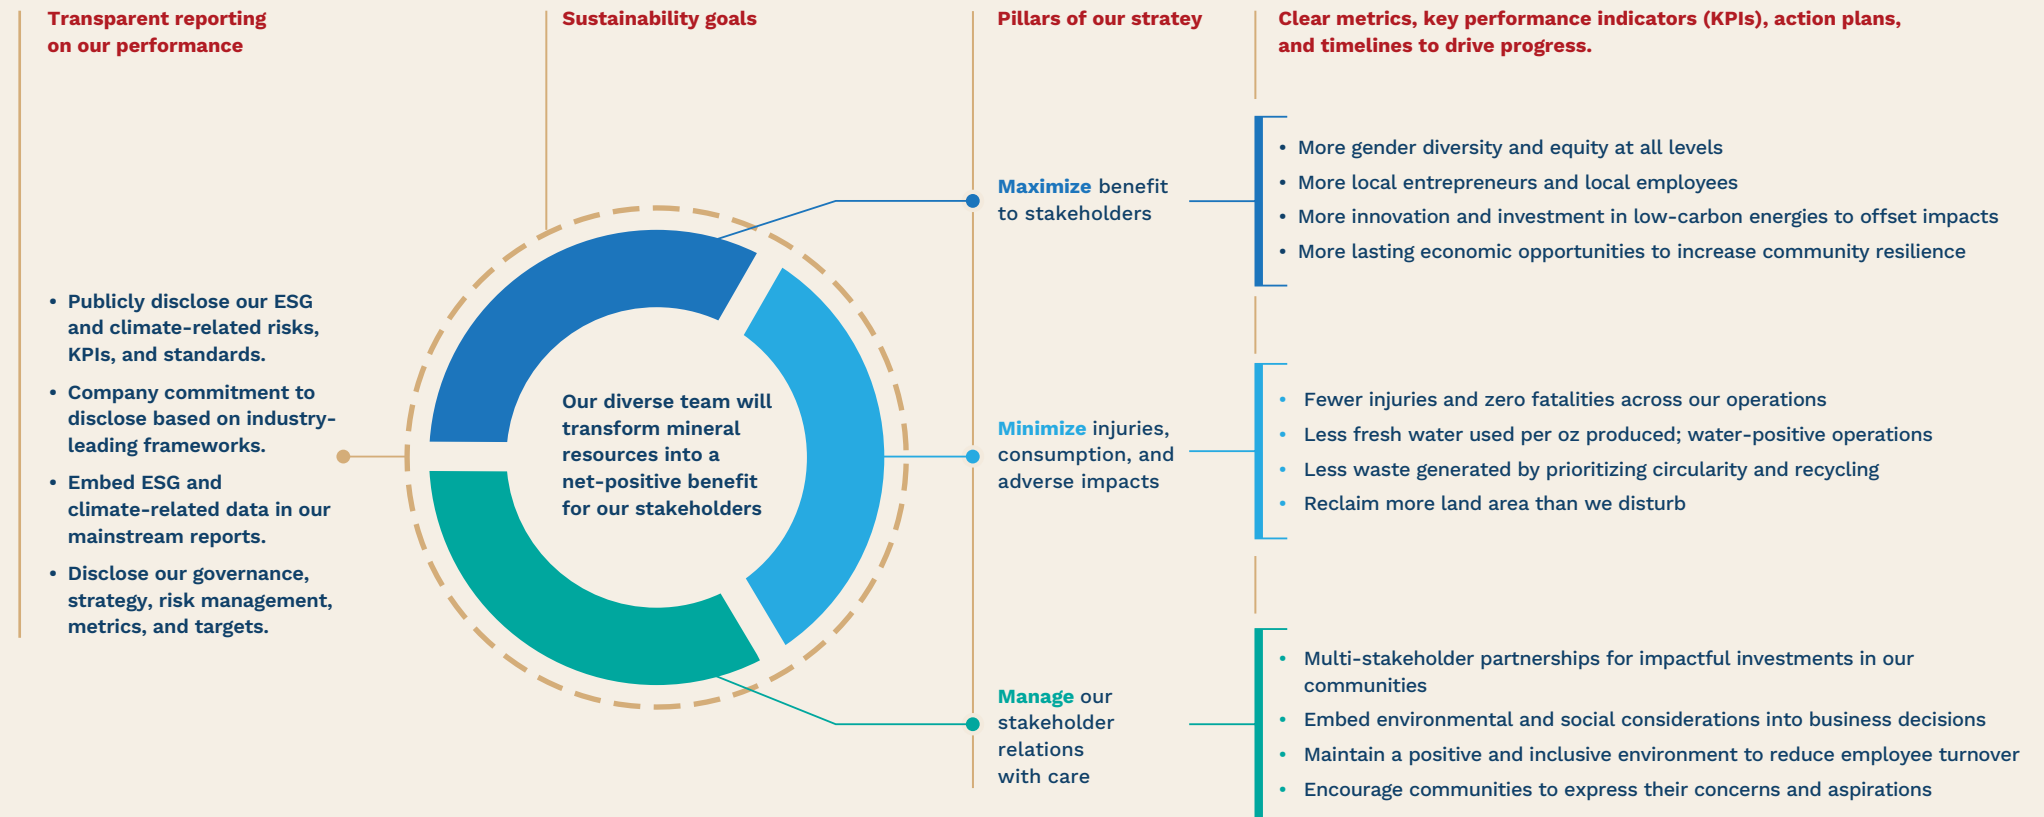 Transparent reporting
on our performance
• Publicly disclose our ESG
and climate-related risks,
KPIs, and standards.
• Company commitment to
disclose based on industry-
leading frameworks.
• Embed ESG and
climate-related data in our
mainstream reports.
• Disclose our governance,
strategy, risk management,
metrics, and targets.
Sustainability goals
Our diverse team will
transform mineral
resources into a
net-positive benefit
for our stakeholders
Pillars of our stratey
Maximize benefit
to stakeholders
Minimize injuries,
consumption, and
adverse impacts
Manage our
stakeholder
relations
with care
Clear metrics, key performance indicators (KPIs), action plans,
and timelines to drive progress.
• More gender diversity and equity at all levels
• More local entrepreneurs and local employees
• More innovation and investment in low-carbon energies to offset impacts
• More lasting economic opportunities to increase community resilience
• Fewer injuries and zero fatalities across our operations
• Less fresh water used per oz produced; water-positive operations
• Less waste generated by prioritizing circularity and recycling
• Reclaim more land area than we disturb
• Multi-stakeholder partnerships for impactful investments in our
communities
• Embed environmental and social considerations into business decisions
• Maintain a positive and inclusive environment to reduce employee turnover
• Encourage communities to express their concerns and aspirations